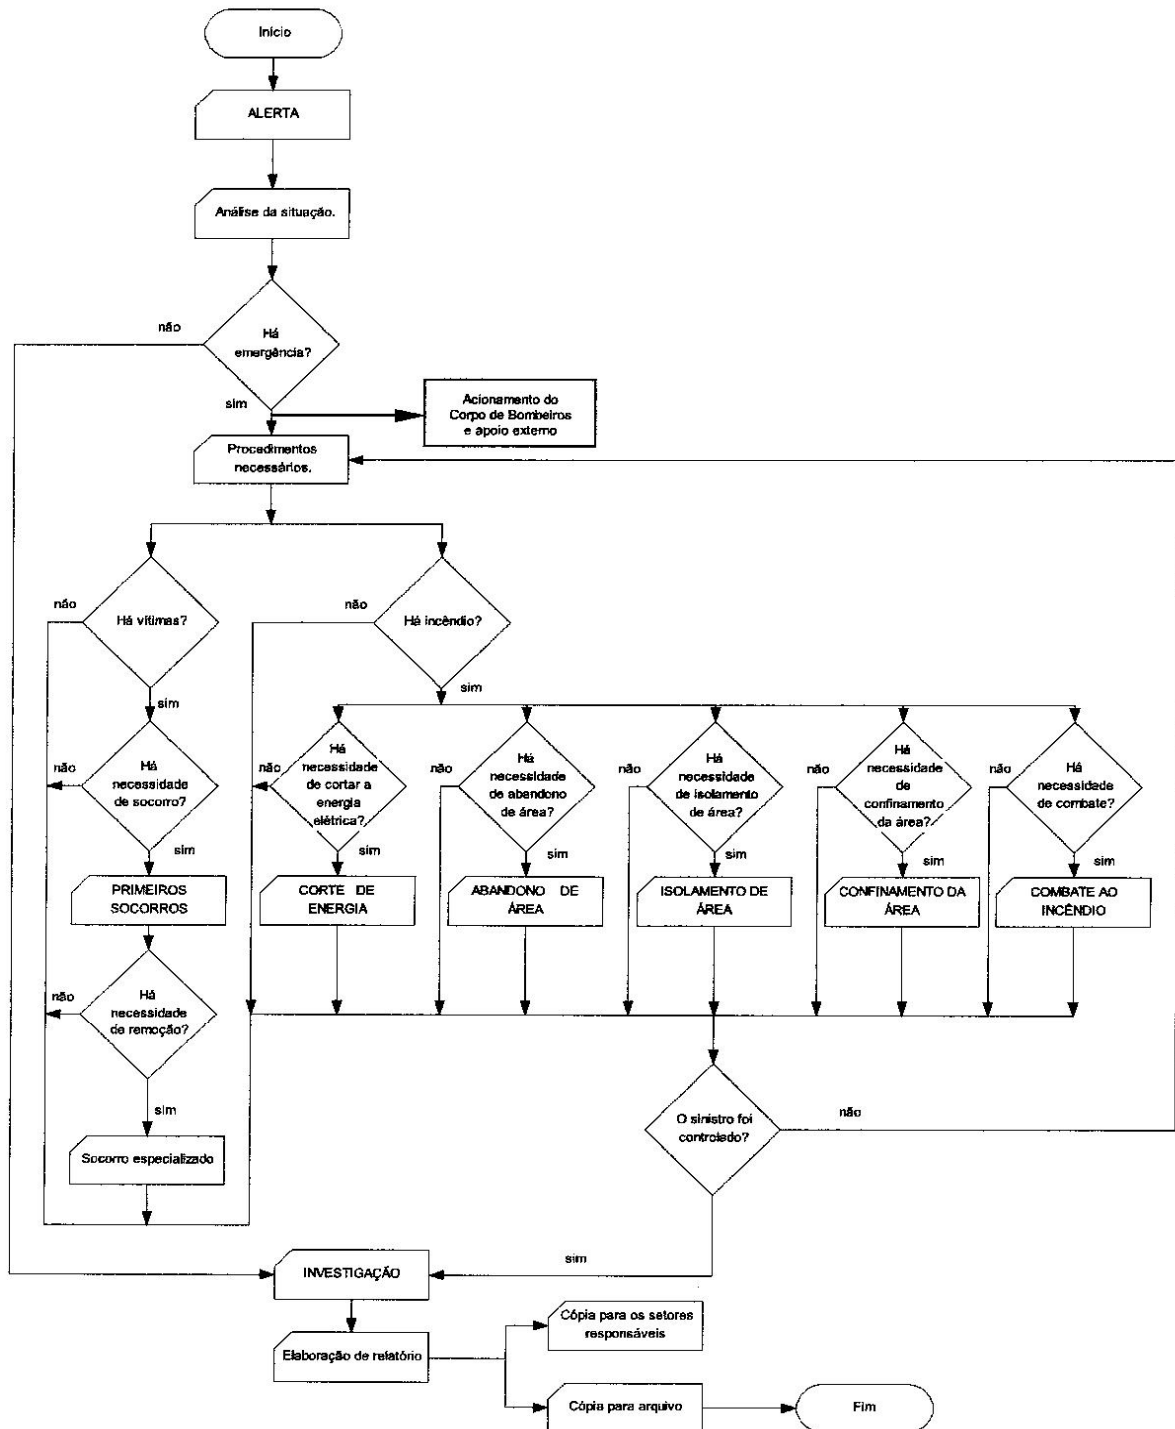 Início
ALERTA
Análise da situação.
não
Há
emergência?
sim
Acionamento do
Corpo de Bombeiros
e apoio externo
Procedimentos
necessários.
não
Há vítimas?
não
Há incêndio?
sim
sim
não
Há
necessidade
de socorro?
não
Há
necessidade
de cortar a
energia
elétrica?
não
Há
necessidade
de abandono
de área?
não
Há
necessidade
de isolamento
de área?
não
Há
necessidade
de
confinamento
da área?
não
Há
necessidade
de combate?
sim
sim
sim
sim
sim
sim
PRIMEIROS
SOCORROS
CORTE DE
ENERGIA
ABANDONO DE
ÁREA
ISOLAMENTO DE
ÁREA
CONFINAMENTO DA
ÁREA
COMBATE AO
INCÊNDIO
não
Há
necessidade
de remoção?
sim
Socorro especializado
O sinistro foi
controlado?
não
sim
INVESTIGAÇÃO
Elaboração de relatório
Cópia para os setores
responsáveis
Cópia para arquivo
Fim